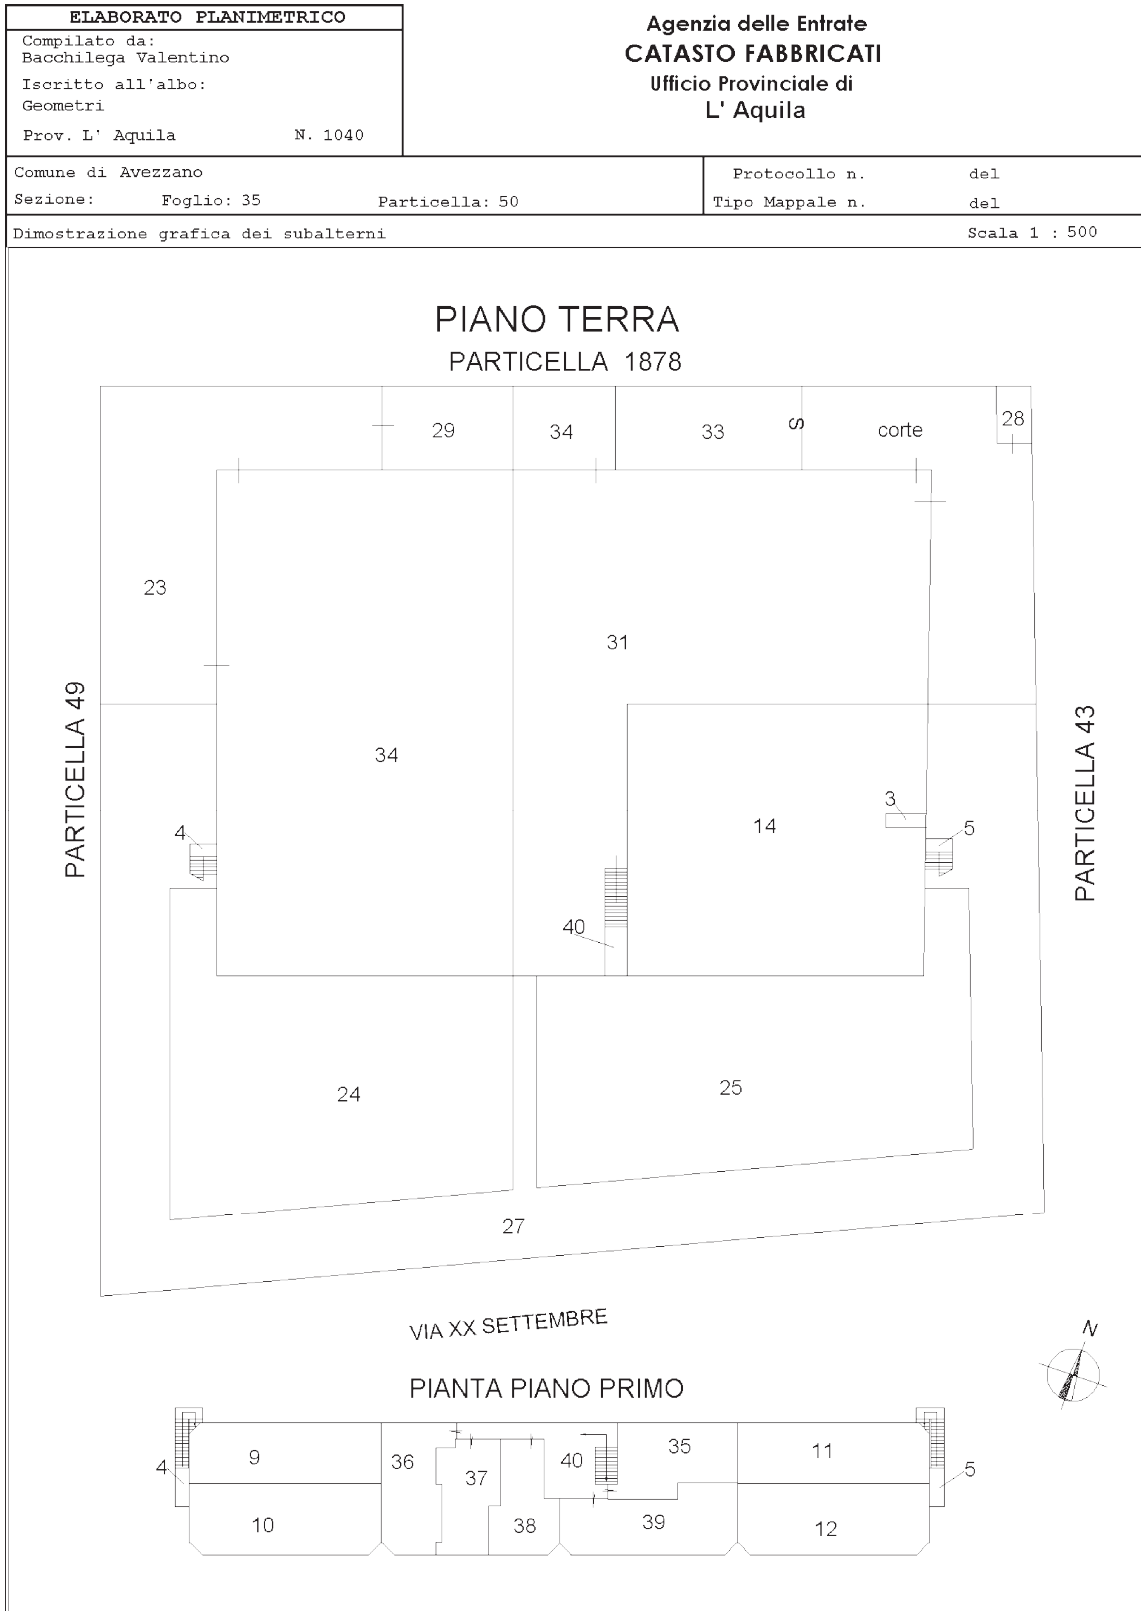 ELABORATO PLANIMETRICO
Compilato da:
Bacchilega Valentino
Iscritto all'albo:
Geometri
Prov. L' Aquila N. 1040
Agenzia delle Entrate
CATASTO FABBRICATI
Ufficio Provinciale di
L' Aquila
Comune di Avezzano
Sezione: Foglio: 35 Particella: 50
Protocollo n. del
Tipo Mappale n. del
Dimostrazione grafica dei subalterni Scala 1 : 500
PIANO TERRA
PARTICELLA 1878
29 34 33 S corte 28
23
31
PARTICELLA 49
34
PARTICELLA 43
3
14
4
5
40
24
25
27
VIA XX SETTEMBRE
N
PIANTA PIANO PRIMO
9 36 37 40 35 11
4 5
10 38 39 12